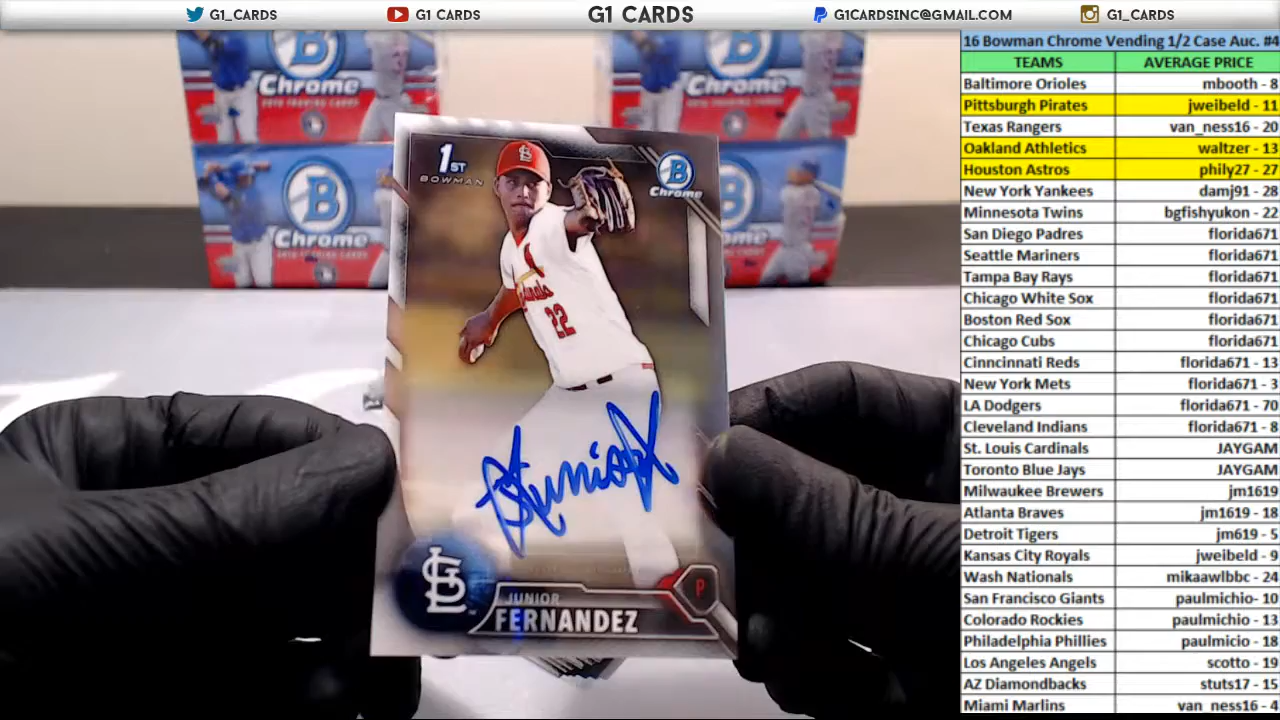 G1_CARDS
G1 CARDS
G1 CARDS
G1CARDSINC@GMAIL.COM
G1_CARDS
16 Bowman Chrome Vending 1/2 Case Auc. #4
TEAMS AVERAGE PRICE
Baltimore Orioles mbooth - 8
Pittsburgh Pirates jweibeld - 11
Texas Rangers van_ness16 - 20
Oakland Athletics waltzer - 13
Houston Astros phily27 - 27
New York Yankees damj91 - 28
Minnesota Twins bgfishyukon - 22
San Diego Padres florida671
Seattle Mariners florida671
Tampa Bay Rays florida671
Chicago White Sox florida671
Boston Red Sox florida671
Chicago Cubs florida671
Cinncinnati Reds florida671 - 13
New York Mets florida671 - 3
LA Dodgers florida671 - 70
Cleveland Indians florida671 - 8
St. Louis Cardinals JAYGAM
Toronto Blue Jays JAYGAM
Milwaukee Brewers jm1619
Atlanta Braves jm1619 - 18
Detroit Tigers jm619 - 5
Kansas City Royals jweibeld - 9
Wash Nationals mikaawlbbc - 24
San Francisco Giants paulmichio- 10
Colorado Rockies paulmichio - 13
Philadelphia Phillies paulmicio - 18
Los Angeles Angels scotto - 19
AZ Diamondbacks stuts17 - 15
Miami Marlins van_ness16 - 4
B
Chrome
B
Chrome
B
Chrome
1ST
BOWMAN
B
Chrome
22
Junior
STL
JUNIOR
FERNANDEZ
P